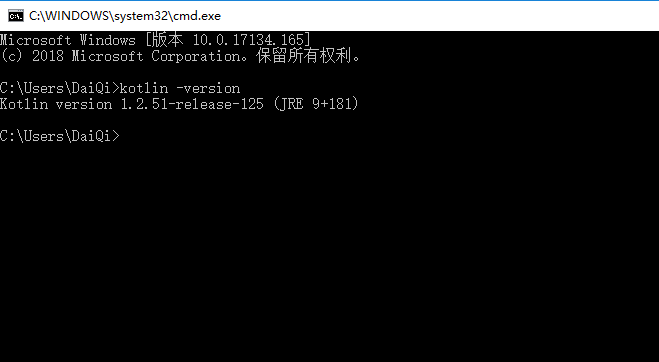 C:\WINDOWS\system32\cmd.exe
Microsoft Windows [版本 10.0.17134.165]
(c) 2018 Microsoft Corporation。保留所有权利。
C:\Users\DaiQi>kotlin -version
Kotlin version 1.2.51-release-125 (JRE 9+181)
C:\Users\DaiQi>